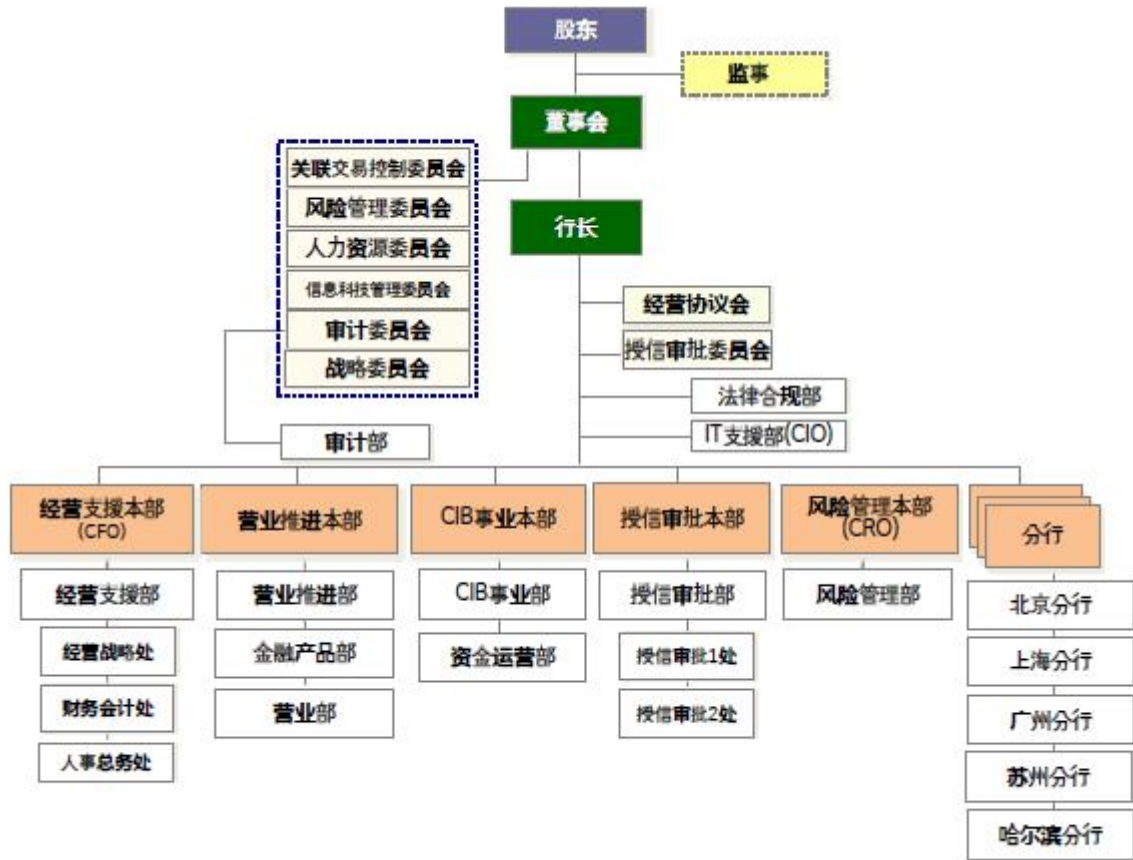 股东
监事
董事会
关联交易控制委员会
风险管理委员会
人力资源委员会
信息科技管理委员会
审计委员会
战略委员会
行长
经营协议会
授信审批委员会
法律合规部
IT支援部(CIO)
审计部
经营支援本部
(CFO)
营业推进本部
CIB事业本部
授信审批本部
风险管理本部
(CRO)
分行
经营支援部
经营战略处
财务会计处
人事总务处
营业推进部
金融产品部
营业部
CIB事业部
资金运营部
授信审批部
授信审批1处
授信审批2处
风险管理部
北京分行
上海分行
广州分行
苏州分行
哈尔滨分行